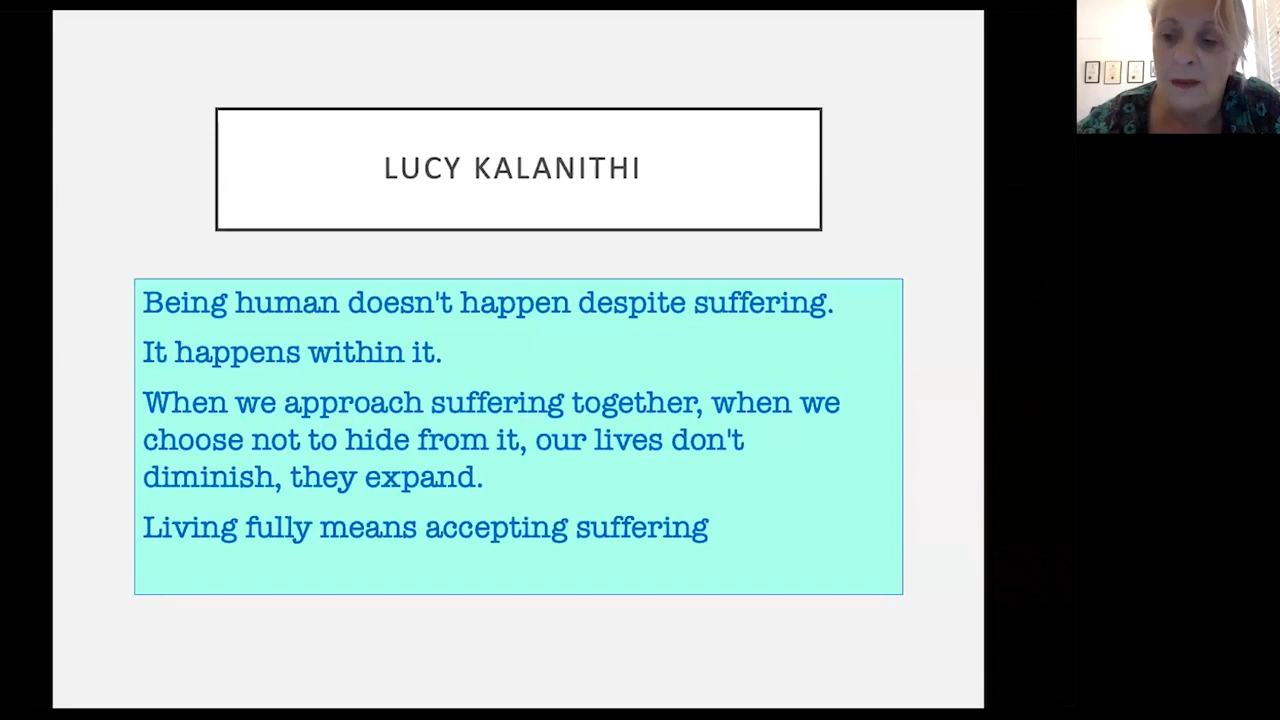 LUCY KALANITHI
Being human doesn't happen despite suffering.
It happens within it.
When we approach suffering together, when we
choose not to hide from it, our lives don't
diminish, they expand.
Living fully means accepting suffering